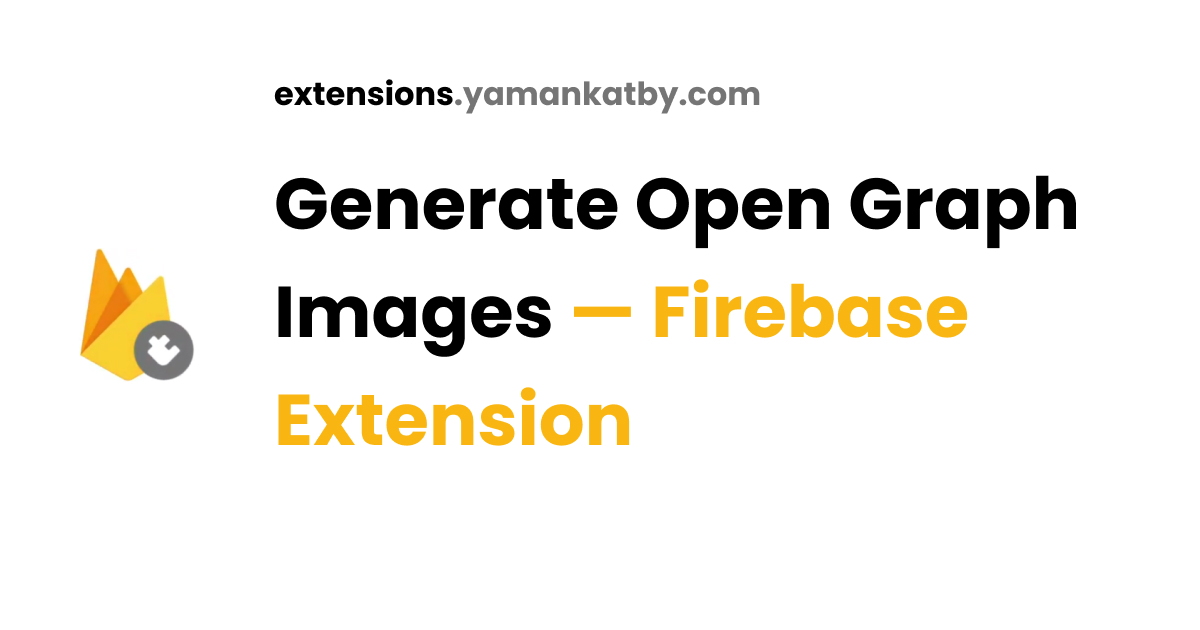 extensions.yamankatby.com
Generate Open Graph
Images — Firebase
Extension